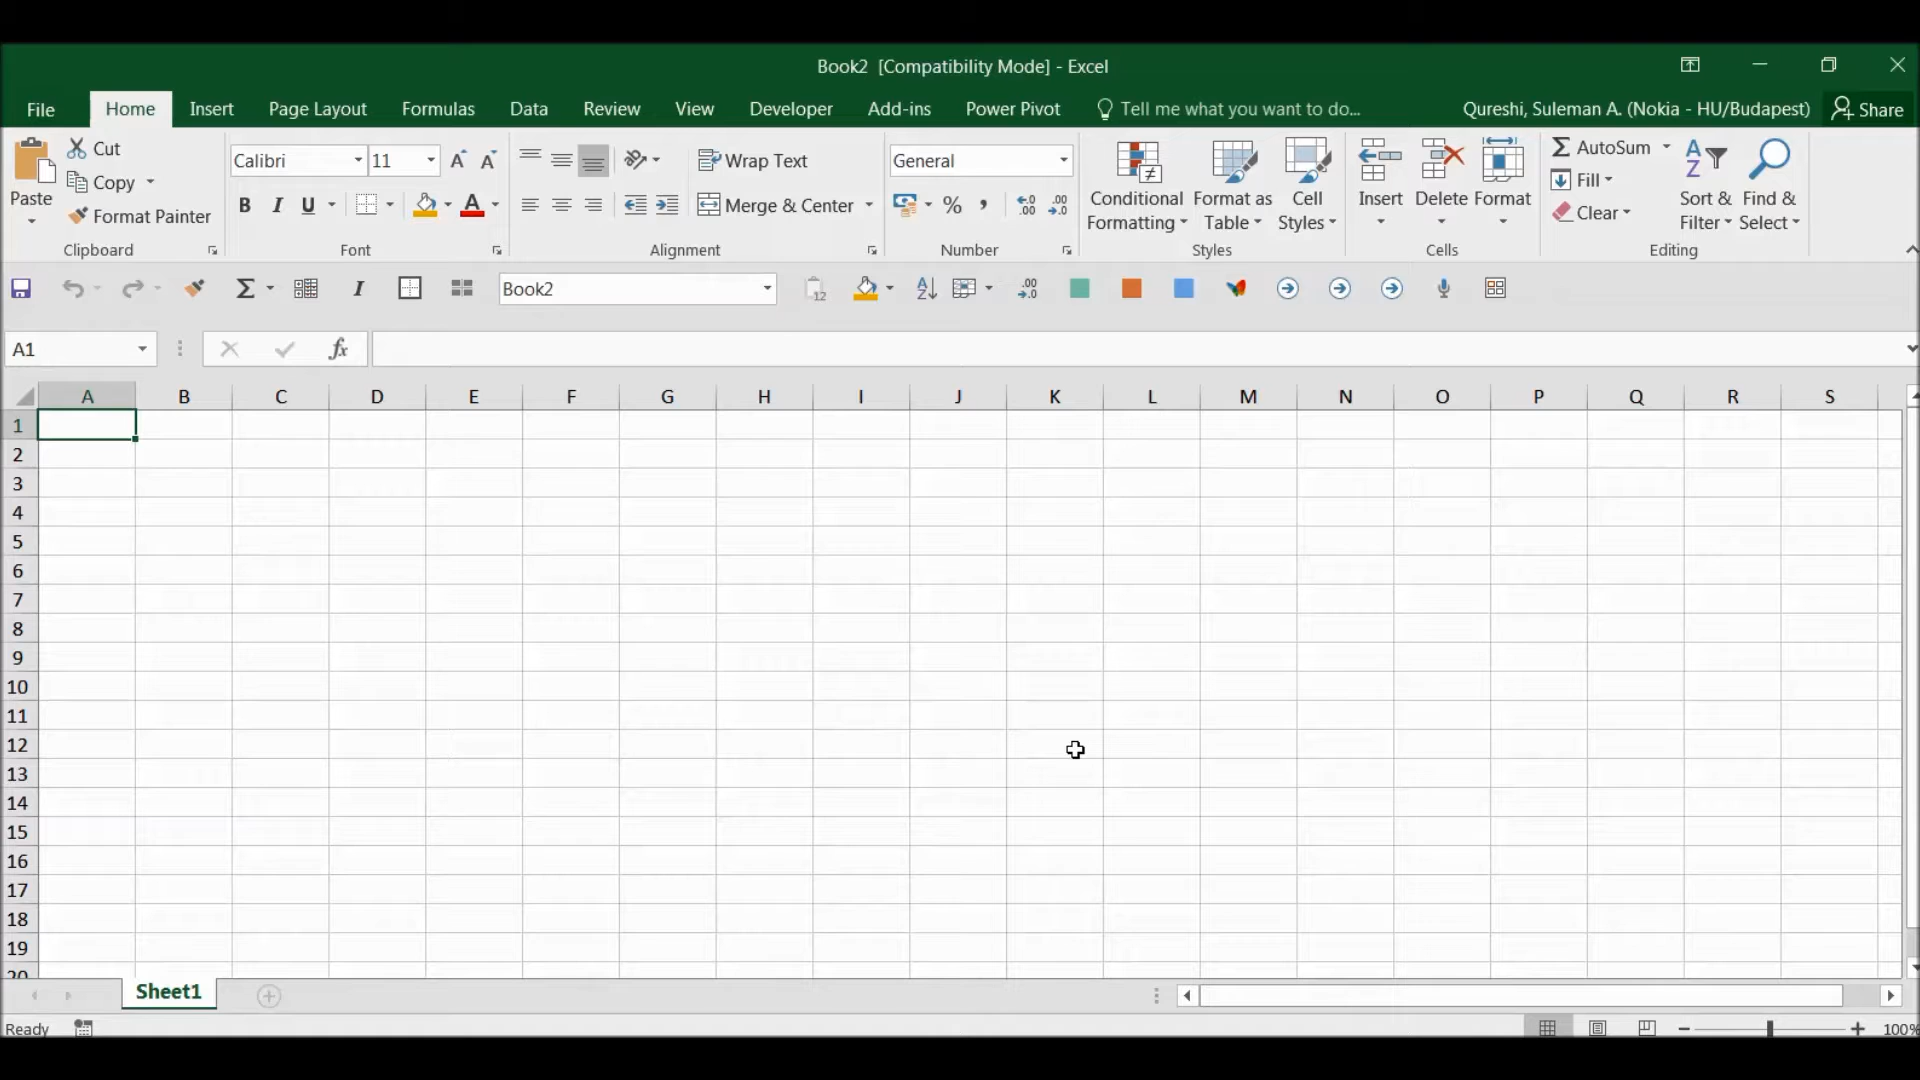 Book2 [Compatibility Mode] - Excel
File Home Insert Page Layout Formulas Data Review View Developer Add-ins Power Pivot Tell me what you want to do... Qureshi, Suleman A. (Nokia - HU/Budapest) Share
Paste
Cut
Copy
Format Painter
Clipboard
Calibri 11
B I U
Font
Wrap Text
Merge & Center
Alignment
General
%
Number
Conditional Formatting
Format as Table
Cell Styles
Styles
Insert
Delete
Format
Cells
AutoSum
Fill
Clear
Sort & Filter
Find & Select
Editing
Book2
A1
fx
A B C D E F G H I J K L M N O P Q R S
1
2
3
4
5
6
7
8
9
10
11
12
13
14
15
16
17
18
19
20
Sheet1
Ready
100%